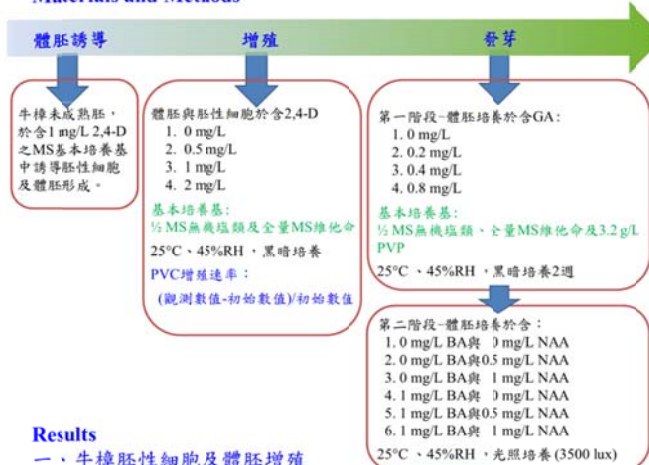 Materials and Methods
體胚誘導
增殖
發芽
牛樟未成熟胚，
於含1 mg/L 2,4-D
之MS基本培養基
中誘導胚性細胞
及體胚形成。
體胚與胚性細胞於含2,4-D
1. 0 mg/L
2. 0.5 mg/L
3. 1 mg/L
4. 2 mg/L
基本培養基:
½ MS無機塩類及全量MS維他命
25°C、45%RH，黑暗培養
PVC增殖速率：
(觀測數值-初始數值)/初始數值
第一階段-體胚培養於含GA:
1. 0 mg/L
2. 0.2 mg/L
3. 0.4 mg/L
4. 0.8 mg/L
基本培養基:
½ MS無機塩類、全量MS維他命及3.2 g/L
PVP
25°C、45%RH，黑暗培養2週
第二階段-體胚培養於含：
1. 0 mg/L BA與 0 mg/L NAA
2. 0 mg/L BA與0.5 mg/L NAA
3. 0 mg/L BA與 1 mg/L NAA
4. 1 mg/L BA與 0 mg/L NAA
5. 1 mg/L BA與0.5 mg/L NAA
6. 1 mg/L BA與 1 mg/L NAA
25°C、45%RH，光照培養 (3500 lux)
Results
一、牛樟胚性細胞及體胚增殖